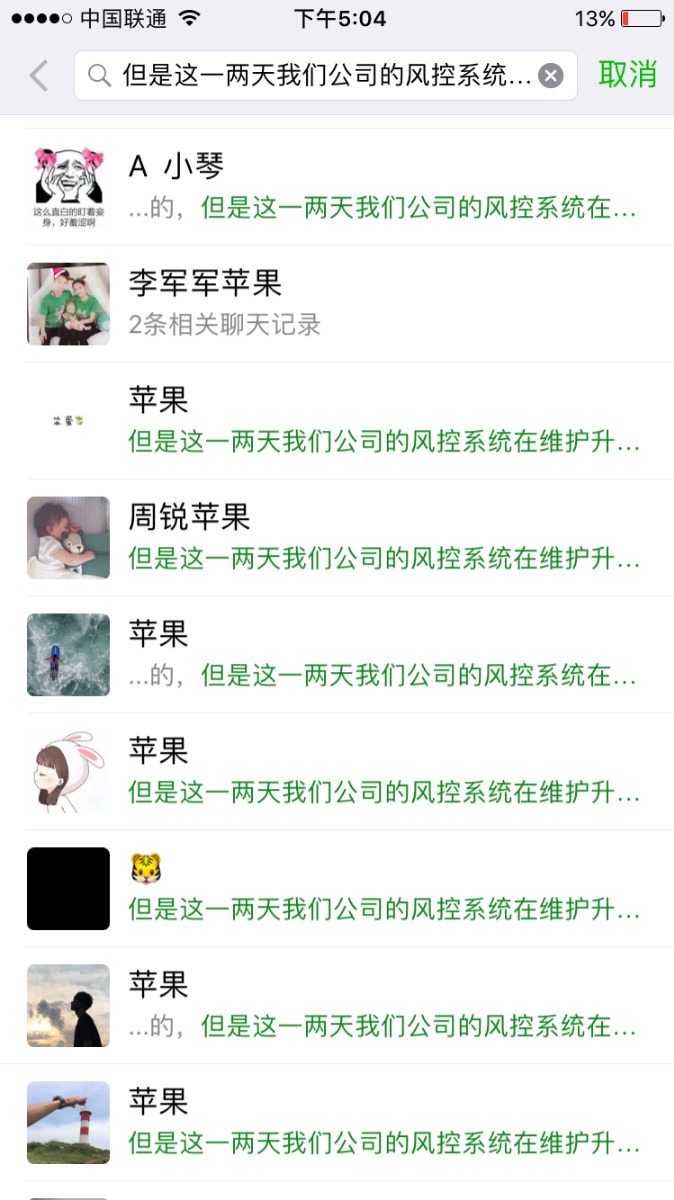 中国联通
下午5:04
13%
但是这一两天我们公司的风控系统...
取消
A 小琴
...的，但是这一两天我们公司的风控系统在...
这么直白的盯着妾
身，好羞涩啊
李军军苹果
2条相关聊天记录
苹果
但是这一两天我们公司的风控系统在维护升...
周锐苹果
但是这一两天我们公司的风控系统在维护升...
苹果
...的，但是这一两天我们公司的风控系统在...
苹果
但是这一两天我们公司的风控系统在维护升...
🐯
但是这一两天我们公司的风控系统在维护升...
苹果
...的，但是这一两天我们公司的风控系统在...
苹果
但是这一两天我们公司的风控系统在维护升...